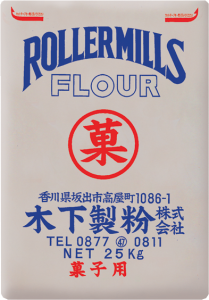 ROLLERMILLS
FLOUR
菓
香川県坂出市高屋町1086-1
木下製粉株式会社
TEL 0877 ㊼ 0811
NET 25Kg
菓子用